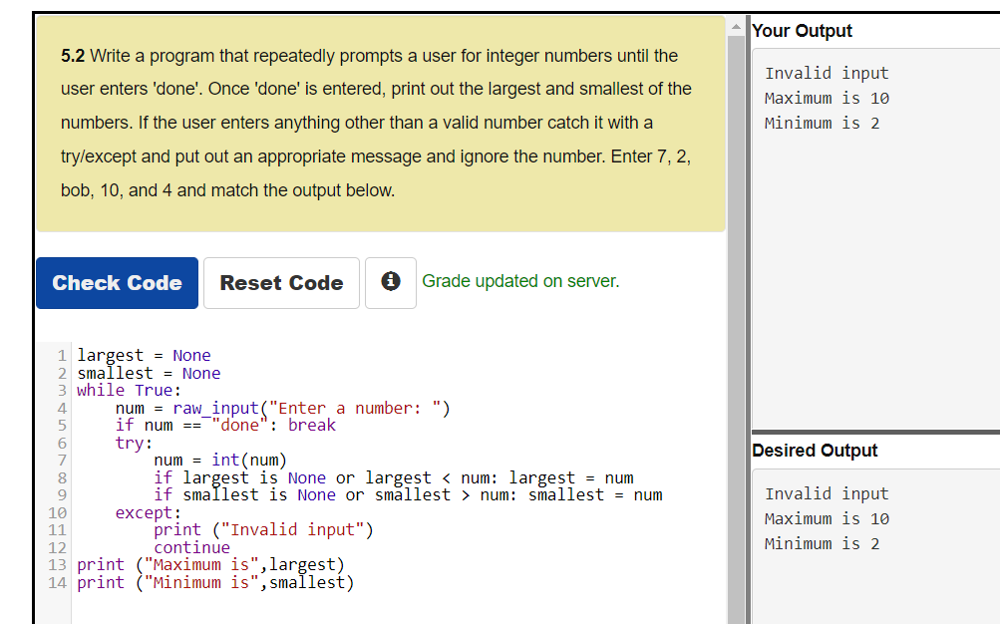 5.2 Write a program that repeatedly prompts a user for integer numbers until the
user enters 'done'. Once 'done' is entered, print out the largest and smallest of the
numbers. If the user enters anything other than a valid number catch it with a
try/except and put out an appropriate message and ignore the number. Enter 7, 2,
bob, 10, and 4 and match the output below.
Check Code Reset Code i Grade updated on server.
1 largest = None
2 smallest = None
3 while True:
4     num = raw_input("Enter a number: ")
5     if num == "done": break
6     try:
7         num = int(num)
8         if largest is None or largest < num: largest = num
9         if smallest is None or smallest > num: smallest = num
10     except:
11         print ("Invalid input")
12         continue
13 print ("Maximum is",largest)
14 print ("Minimum is",smallest)
Your Output
Invalid input
Maximum is 10
Minimum is 2
Desired Output
Invalid input
Maximum is 10
Minimum is 2